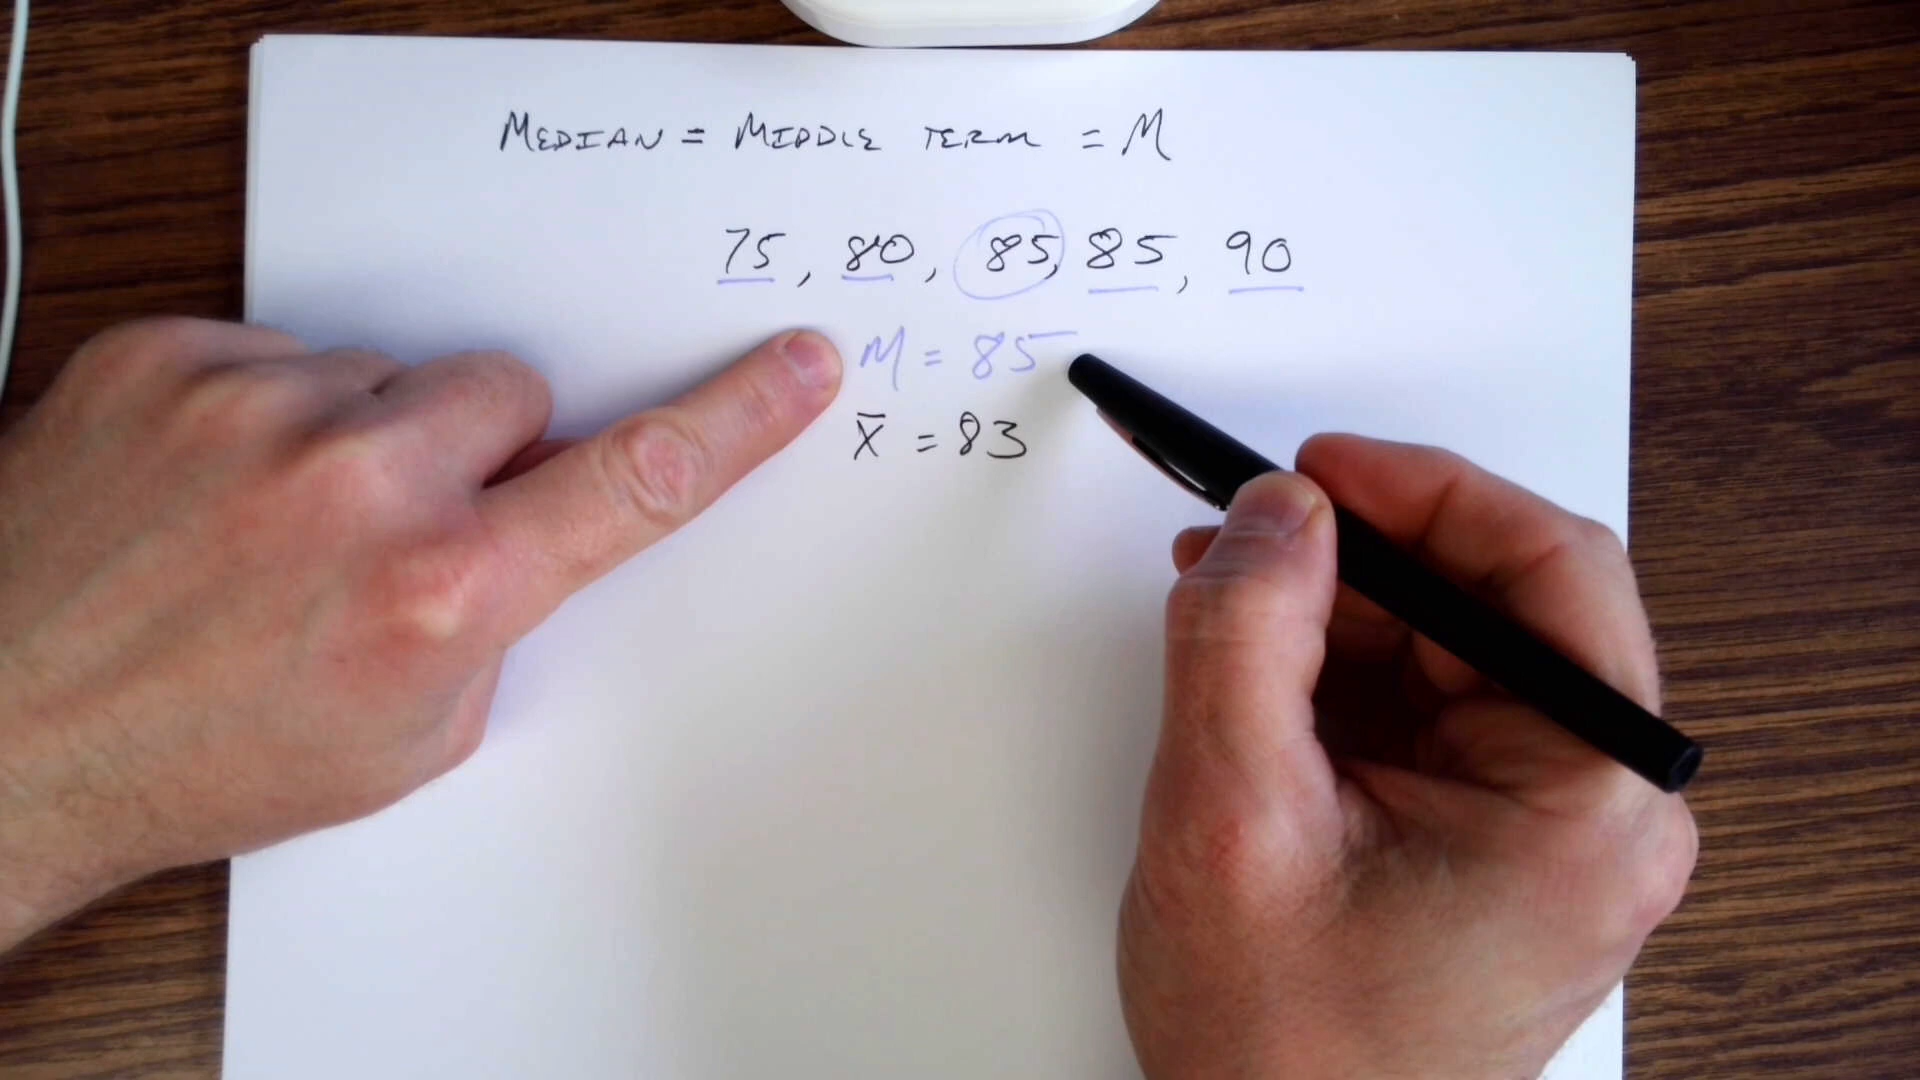 MEDIAN = MIDDLE TERM = M
75, 80, 85, 85, 90
M = 85
x̄ = 83